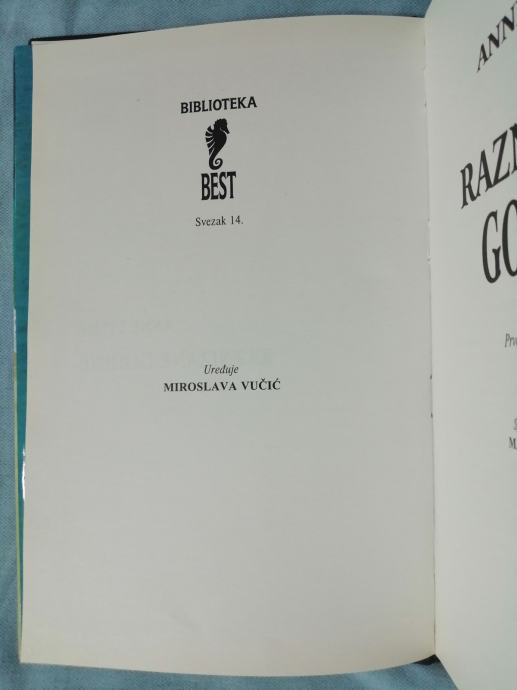 BIBLIOTEKA
BEST
Svezak 14.
Uređuje
MIROSLAVA VUČIĆ